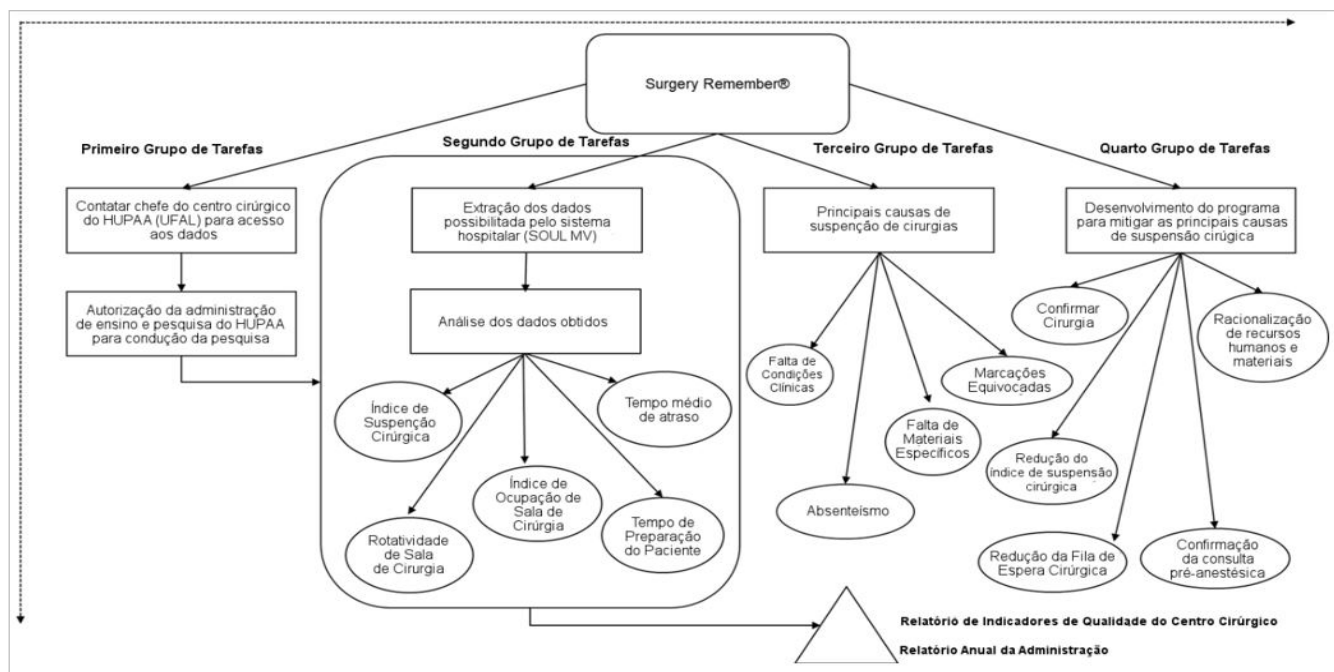 Surgery Remember®
Primeiro Grupo de Tarefas
Contatar chefe do centro cirúrgico
do HUPAA (UFAL) para acesso
aos dados
Autorização da administração
de ensino e pesquisa do HUPAA
para condução da pesquisa
Segundo Grupo de Tarefas
Extração dos dados
possibilitada pelo sistema
hospitalar (SOUL MV)
Análise dos dados obtidos
Índice de
Suspenção
Cirúrgica
Rotatividade
de Sala
de Cirurgia
Índice de
Ocupação de
Sala de
Cirúrgia
Tempo de
Preparação
do Paciente
Tempo médio
de atraso
Terceiro Grupo de Tarefas
Principais causas de
suspenção de cirurgias
Falta de
Condições
Clínicas
Absenteísmo
Falta de
Materiais
Específicos
Marcações
Equivocadas
Quarto Grupo de Tarefas
Desenvolvimento do programa
para mitigar as principais causas
de suspensão cirúgica
Confirmar
Cirurgia
Redução do
índice de suspensão
cirúrgica
Redução da Fila de
Espera Cirúrgica
Confirmação
da consulta
pré-anestésica
Racionalização
de recursos
humanos e
materiais
Relatório de Indicadores de Qualidade do Centro Cirúrgico
Relatório Anual da Administração